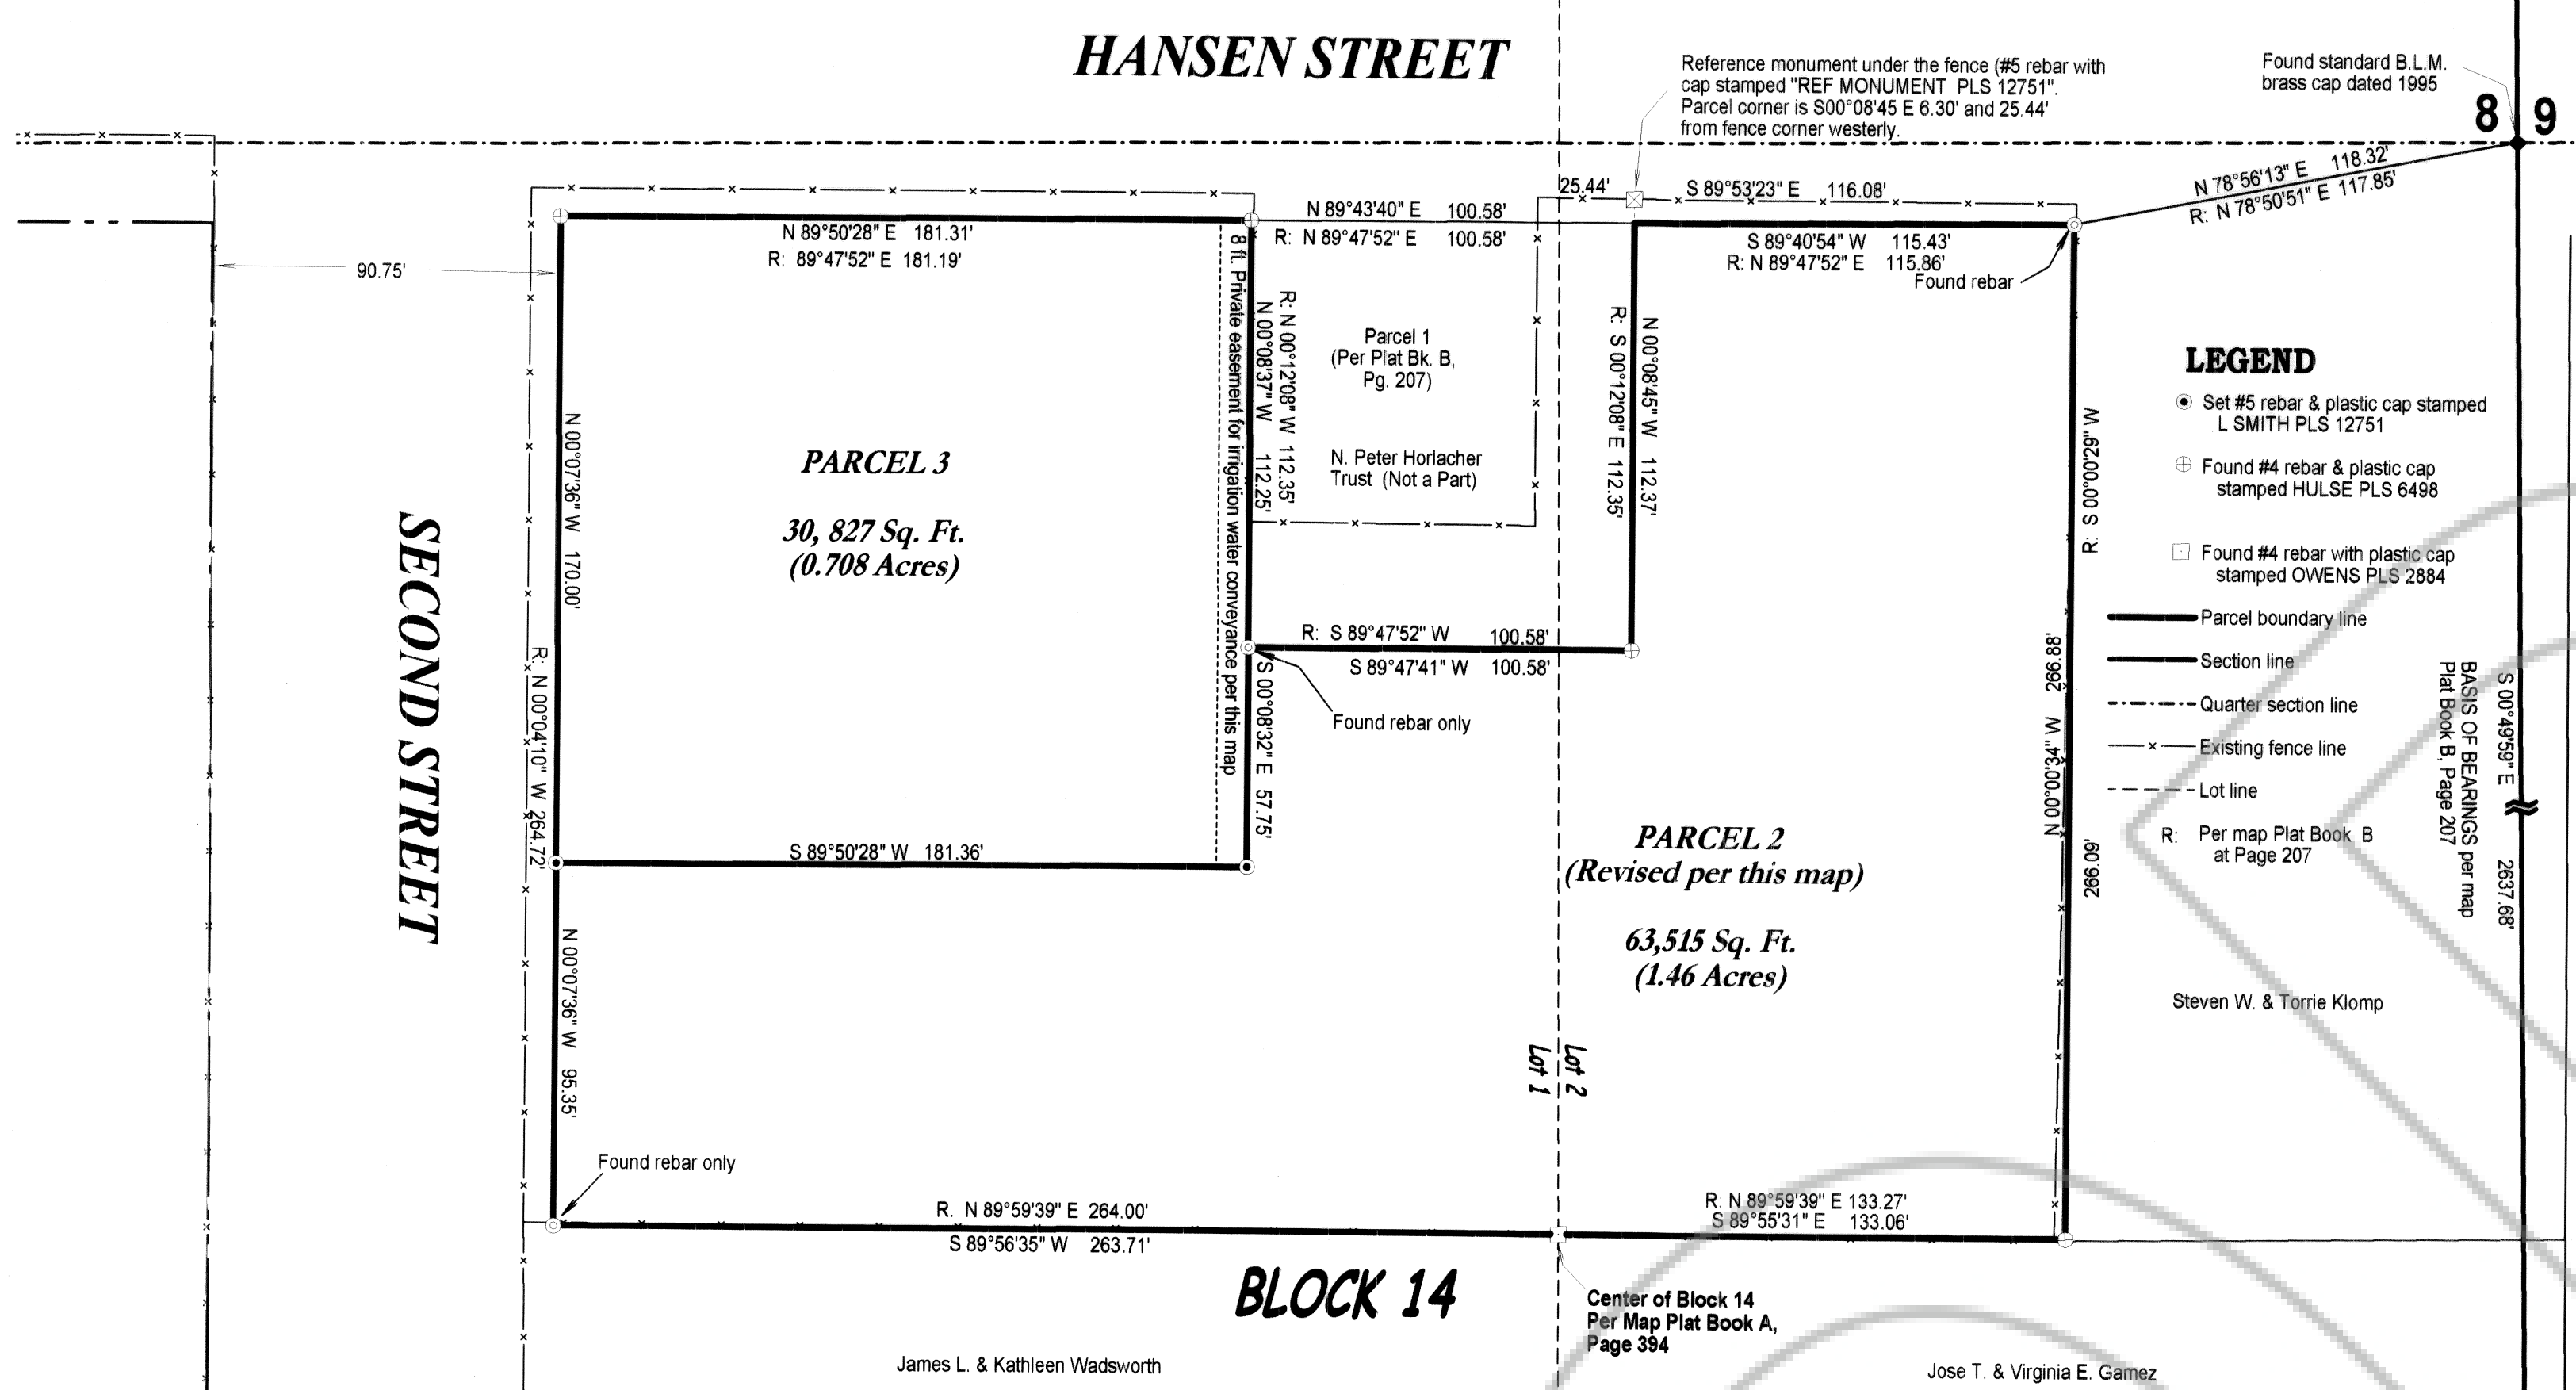 HANSEN STREET
Reference monument under the fence (#5 rebar with
cap stamped "REF MONUMENT PLS 12751".
Parcel corner is S00°08'45 E 6.30' and 25.44'
from fence corner westerly.
Found standard B.L.M.
brass cap dated 1995
8 9
N 78°56'13" E 118.32'
R: N 78°50'51" E 117.85'
25.44'
S 89°53'23" E 116.08'
N 89°43'40" E 100.58'
R: N 89°47'52" E 100.58'
N 89°50'28" E 181.31'
R: 89°47'52" E 181.19'
S 89°40'54" W 115.43'
R: N 89°47'52" E 115.86'
Found rebar
90.75'
8 ft. Private easement for irrigation water conveyance per this map
N 00°08'37" W 112.25'
R: N 00°12'08" W 112.35'
Parcel 1
(Per Plat Bk. B,
Pg. 207)
N. Peter Horlacher
Trust (Not a Part)
R: S 00°12'08" E 112.35'
N 00°08'45" W 112.37'
R: S 00°00'29" W 266.09'
N 00°00'34" W 266.88'
LEGEND
Set #5 rebar & plastic cap stamped
L SMITH PLS 12751
Found #4 rebar & plastic cap
stamped HULSE PLS 6498
Found #4 rebar with plastic cap
stamped OWENS PLS 2884
Parcel boundary line
Section line
Quarter section line
Existing fence line
Lot line
R: Per map Plat Book B
at Page 207
S 00°49'59" E 2637.68'
BASIS OF BEARINGS per map
Plat Book B, Page 207
PARCEL 3
30, 827 Sq. Ft.
(0.708 Acres)
N 00°07'36" W 170.00'
R: N 00°04'10" W 264.72'
SECOND STREET
R: S 89°47'52" W 100.58'
S 89°47'41" W 100.58'
Found rebar only
S 00°08'32" E 57.75'
S 89°50'28" W 181.36'
PARCEL 2
(Revised per this map)
63,515 Sq. Ft.
(1.46 Acres)
N 00°07'36" W 95.35'
Lot 1
Lot 2
Steven W. & Torrie Klomp
Found rebar only
R. N 89°59'39" E 264.00'
S 89°56'35" W 263.71'
R: N 89°59'39" E 133.27'
S 89°55'31" E 133.06'
BLOCK 14
Center of Block 14
Per Map Plat Book A,
Page 394
James L. & Kathleen Wadsworth
Jose T. & Virginia E. Gamez